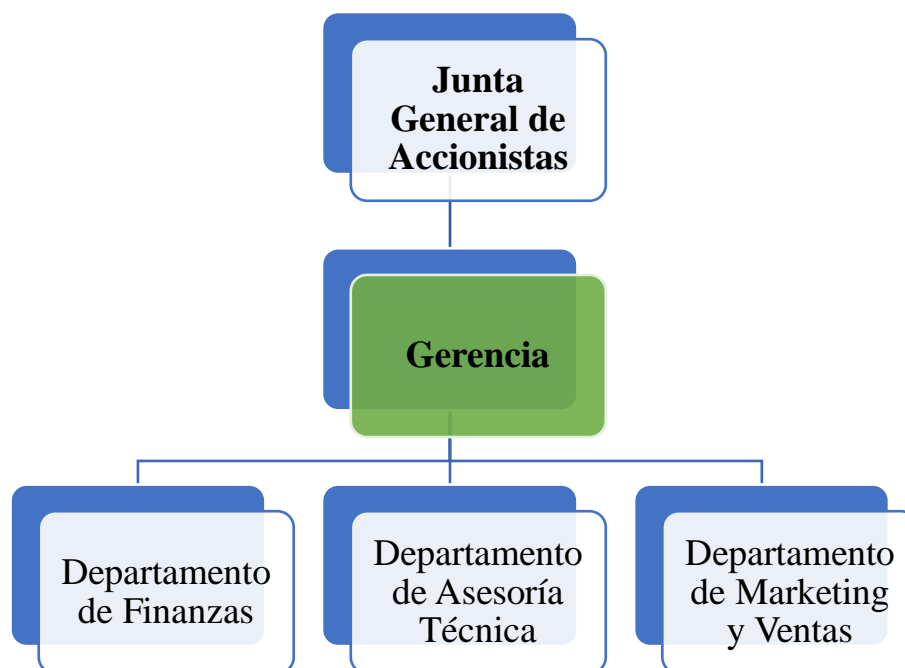 Junta
General de
Accionistas
Gerencia
Departamento
de Finanzas
Departamento
de Asesoría
Técnica
Departamento
de Marketing
y Ventas